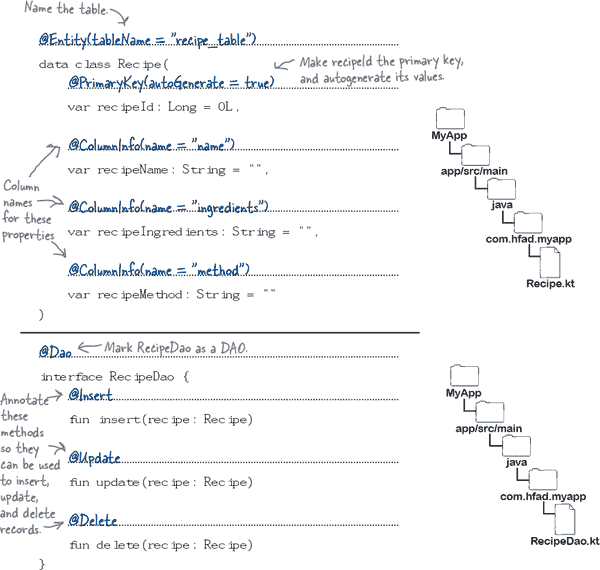 Name the table.
@Entity(tableName = "recipe_table")
data class Recipe(
@PrimaryKey(autoGenerate = true)
Make recipeId the primary key,
and autogenerate its values.
var recipeId: Long = 0L,
@ColumnInfo(name = "name")
var recipeName: String = "",
Column
names
for these
properties
@ColumnInfo(name = "ingredients")
var recipeIngredients: String = "",
@ColumnInfo(name = "method")
var recipeMethod: String = ""
)
MyApp
app/src/main
java
com.hfad.myapp
Recipe.kt
@Dao
Mark RecipeDao as a DAO.
interface RecipeDao {
Annotate
these
methods
so they
can be used
to insert,
update,
and delete
records.
@Insert
fun insert(recipe: Recipe)
@Update
fun update(recipe: Recipe)
@Delete
fun delete(recipe: Recipe)
}
MyApp
app/src/main
java
com.hfad.myapp
RecipeDao.kt